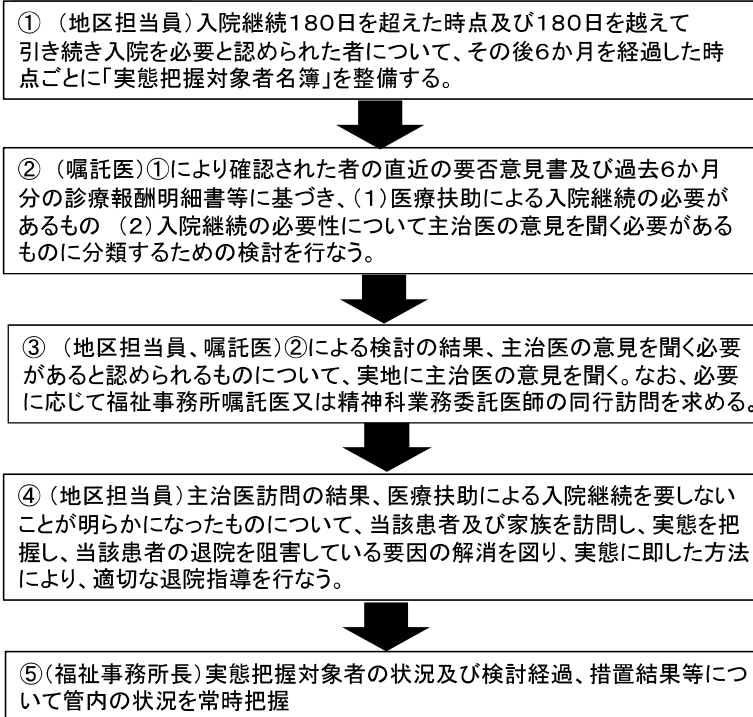 ① (地区担当員)入院継続180日を超えた時点及び180日を越えて
引き続き入院を必要と認められた者について、その後6か月を経過した時
点ごとに「実態把握対象者名簿」を整備する。
② (嘱託医)①により確認された者の直近の要否意見書及び過去6か月
分の診療報酬明細書等に基づき、(1)医療扶助による入院継続の必要が
あるもの (2)入院継続の必要性について主治医の意見を聞く必要がある
ものに分類するための検討を行なう。
③ (地区担当員、嘱託医)②による検討の結果、主治医の意見を聞く必要
があると認められるものについて、実地に主治医の意見を聞く。なお、必要
に応じて福祉事務所嘱託医又は精神科業務委託医師の同行訪問を求める。
④ (地区担当員)主治医訪問の結果、医療扶助による入院継続を要しない
ことが明らかになったものについて、当該患者及び家族を訪問し、実態を把
握し、当該患者の退院を阻害している要因の解消を図り、実態に即した方法
により、適切な退院指導を行なう。
⑤(福祉事務所長)実態把握対象者の状況及び検討経過、措置結果等につ
いて管内の状況を常時把握